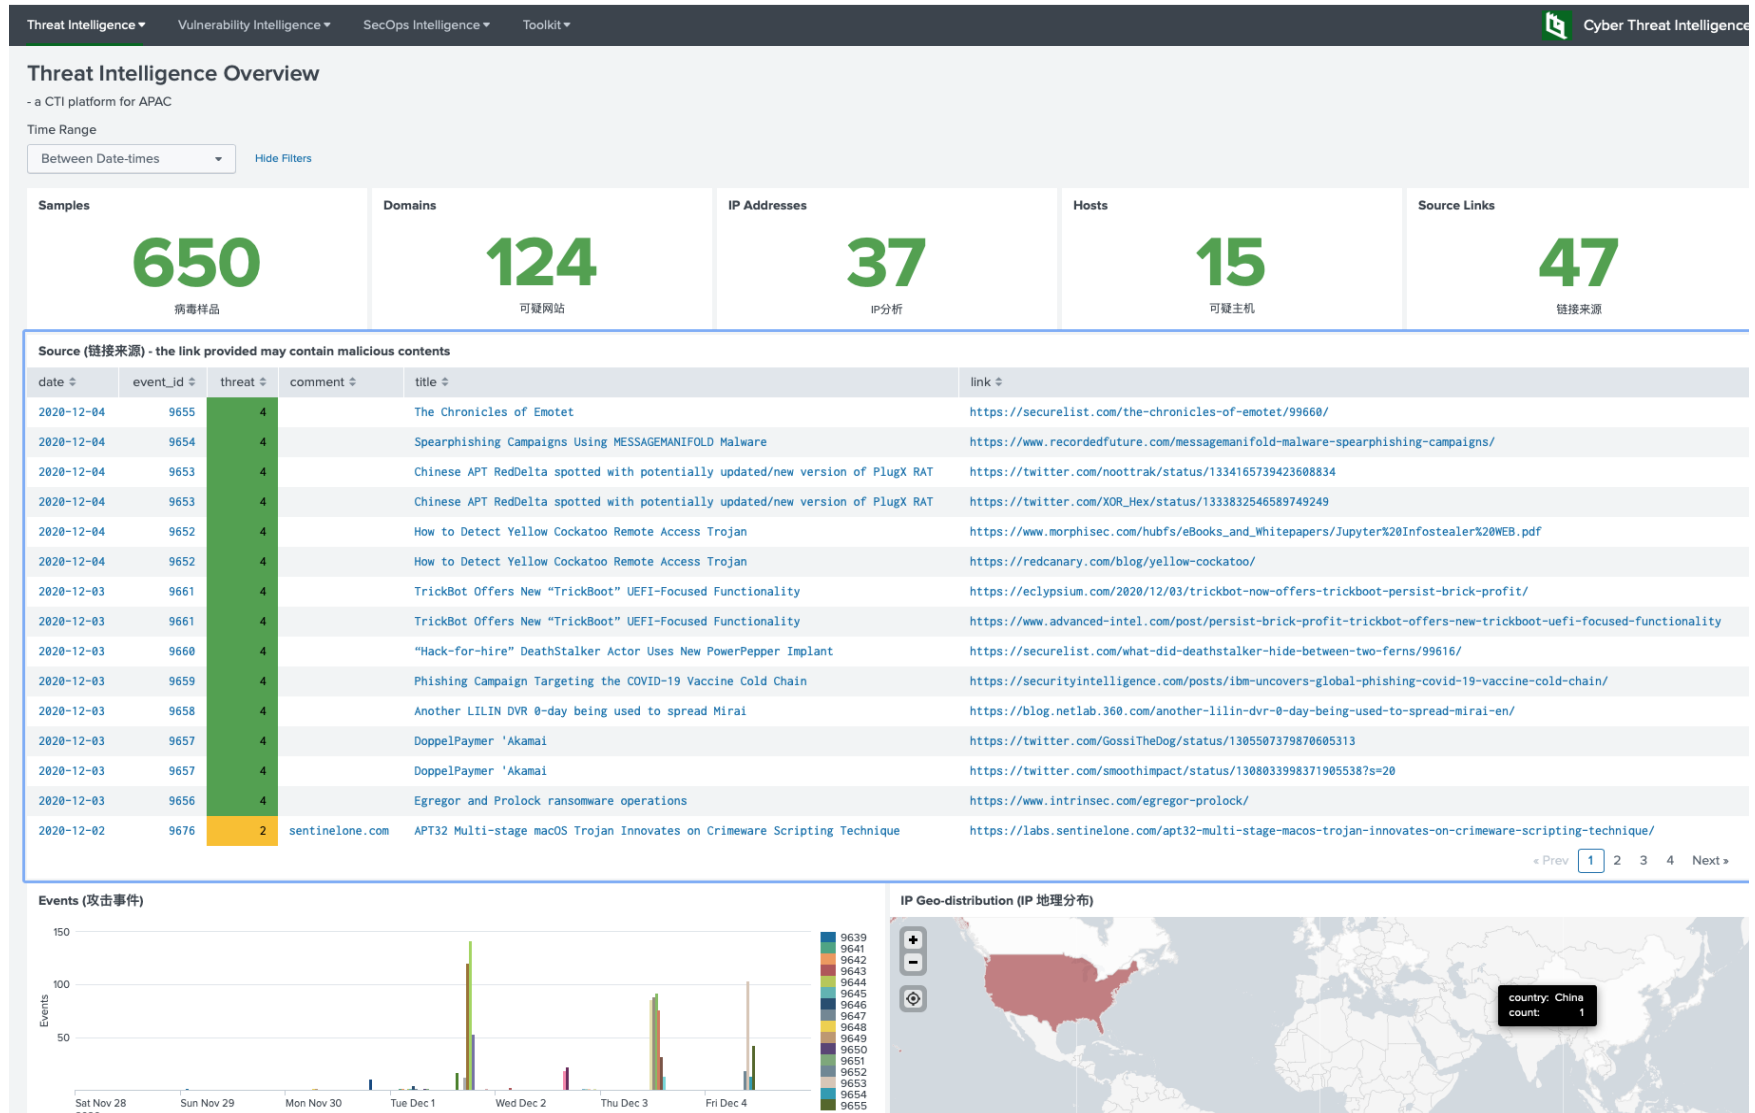 Threat Intelligence Vulnerability Intelligence SecOps Intelligence Toolkit Cyber Threat Intelligence
Threat Intelligence Overview
- a CTI platform for APAC
Time Range
Between Date-times Hide Filters
Samples Domains IP Addresses Hosts Source Links
650 124 37 15 47
病毒样品 可疑网站 IP分析 可疑主机 链接来源
Source (链接来源) - the link provided may contain malicious contents
date event_id threat comment title link
2020-12-04 9655 4 The Chronicles of Emotet https://securelist.com/the-chronicles-of-emotet/99660/
2020-12-04 9654 4 Spearphishing Campaigns Using MESSAGEMANIFOLD Malware https://www.recordedfuture.com/messagemanifold-malware-spearphishing-campaigns/
2020-12-04 9653 4 Chinese APT RedDelta spotted with potentially updated/new version of PlugX RAT https://twitter.com/noottrak/status/1334165739423608834
2020-12-04 9653 4 Chinese APT RedDelta spotted with potentially updated/new version of PlugX RAT https://twitter.com/XOR_Hex/status/1333832546589749249
2020-12-04 9652 4 How to Detect Yellow Cockatoo Remote Access Trojan https://www.morphisec.com/hubfs/eBooks_and_Whitepapers/Jupyter%20Infostealer%20WEB.pdf
2020-12-04 9652 4 How to Detect Yellow Cockatoo Remote Access Trojan https://redcanary.com/blog/yellow-cockatoo/
2020-12-03 9661 4 TrickBot Offers New “TrickBoot” UEFI-Focused Functionality https://eclypsium.com/2020/12/03/trickbot-now-offers-trickboot-persist-brick-profit/
2020-12-03 9661 4 TrickBot Offers New “TrickBoot” UEFI-Focused Functionality https://www.advanced-intel.com/post/persist-brick-profit-trickbot-offers-new-trickboot-uefi-focused-functionality
2020-12-03 9660 4 “Hack-for-hire” DeathStalker Actor Uses New PowerPepper Implant https://securelist.com/what-did-deathstalker-hide-between-two-ferns/99616/
2020-12-03 9659 4 Phishing Campaign Targeting the COVID-19 Vaccine Cold Chain https://securityintelligence.com/posts/ibm-uncovers-global-phishing-covid-19-vaccine-cold-chain/
2020-12-03 9658 4 Another LILIN DVR 0-day being used to spread Mirai https://blog.netlab.360.com/another-lilin-dvr-0-day-being-used-to-spread-mirai-en/
2020-12-03 9657 4 DoppelPaymer 'Akamai https://twitter.com/GossiTheDog/status/1305507379870605313
2020-12-03 9657 4 DoppelPaymer 'Akamai https://twitter.com/smoothimpact/status/1308033998371905538?s=20
2020-12-03 9656 4 Egregor and Prolock ransomware operations https://www.intrinsec.com/egregor-prolock/
2020-12-02 9676 2 sentinelone.com APT32 Multi-stage macOS Trojan Innovates on Crimeware Scripting Technique https://labs.sentinelone.com/apt32-multi-stage-macos-trojan-innovates-on-crimeware-scripting-technique/
« Prev 1 2 3 4 Next »
Events (攻击事件)
150
100
50
Events
Sat Nov 28 Sun Nov 29 Mon Nov 30 Tue Dec 1 Wed Dec 2 Thu Dec 3 Fri Dec 4
9639
9641
9642
9643
9644
9645
9646
9647
9648
9649
9650
9651
9652
9653
9654
9655
IP Geo-distribution (IP 地理分布)
+
−
country: China
count: 1